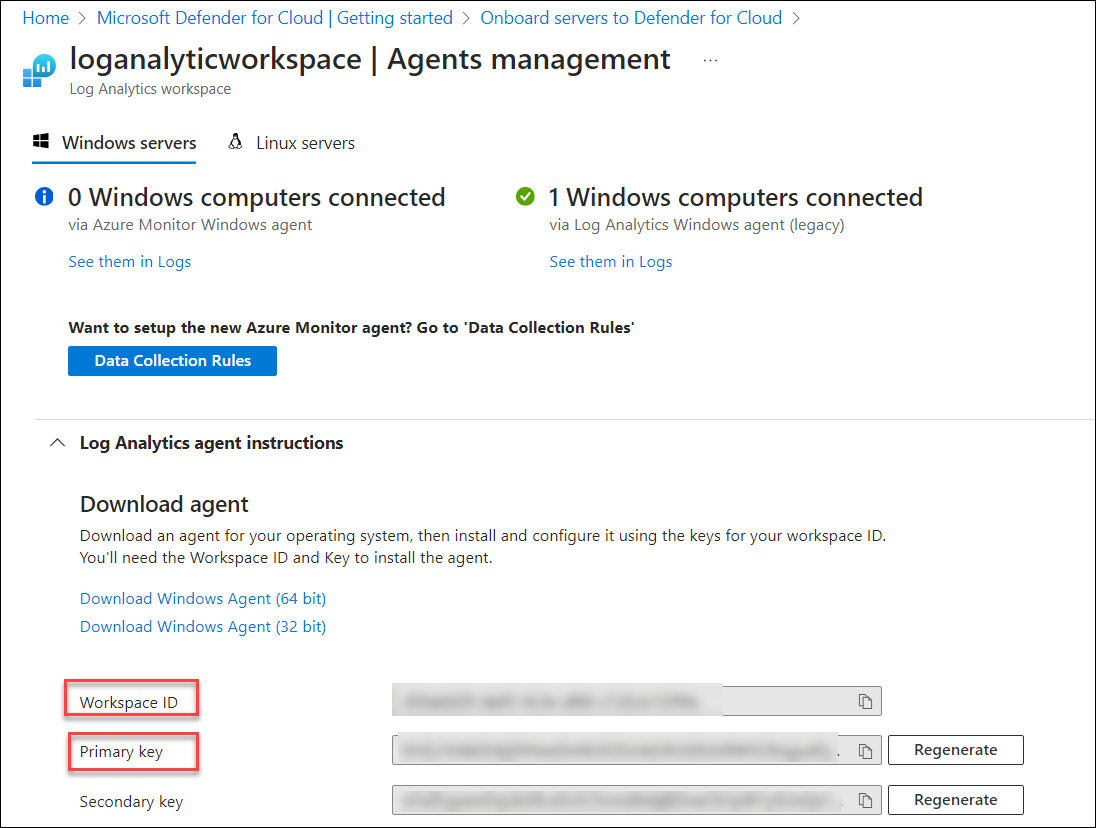 Home > Microsoft Defender for Cloud | Getting started > Onboard servers to Defender for Cloud >
loganalyticworkspace | Agents management ...
Log Analytics workspace
Windows servers Linux servers
0 Windows computers connected 1 Windows computers connected
via Azure Monitor Windows agent via Log Analytics Windows agent (legacy)
See them in Logs See them in Logs
Want to setup the new Azure Monitor agent? Go to 'Data Collection Rules'
Data Collection Rules
Log Analytics agent instructions
Download agent
Download an agent for your operating system, then install and configure it using the keys for your workspace ID.
You'll need the Workspace ID and Key to install the agent.
Download Windows Agent (64 bit)
Download Windows Agent (32 bit)
Workspace ID
Primary key Regenerate
Secondary key Regenerate